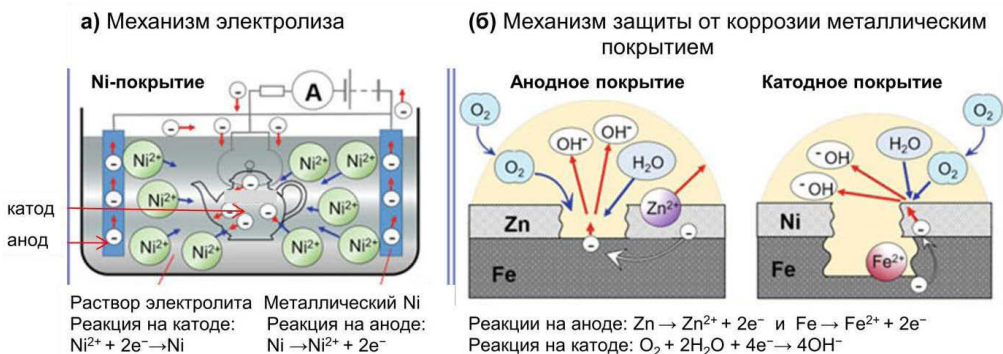 а) Механизм электролиза
Ni-покрытие
A
Ni²⁺
Ni²⁺
Ni²⁺
Ni²⁺
Ni²⁺
Ni²⁺
Ni²⁺
Ni²⁺
Ni²⁺
Ni²⁺
катод
анод
Раствор электролита
Реакция на катоде:
Ni²⁺ + 2e⁻→Ni
Металлический Ni
Реакция на аноде:
Ni →Ni²⁺ + 2e⁻
(б) Механизм защиты от коррозии металлическим
покрытием
Анодное покрытие
O₂
O₂
OH⁻
OH⁻
H₂O
Zn²⁺
Zn
Fe
Катодное покрытие
O₂
O₂
H₂O
⁻OH
⁻OH
Ni
Fe²⁺
Fe
Реакции на аноде: Zn → Zn²⁺ + 2e⁻ и Fe → Fe²⁺ + 2e⁻
Реакция на катоде: O₂ + 2H₂O + 4e⁻→ 4OH⁻